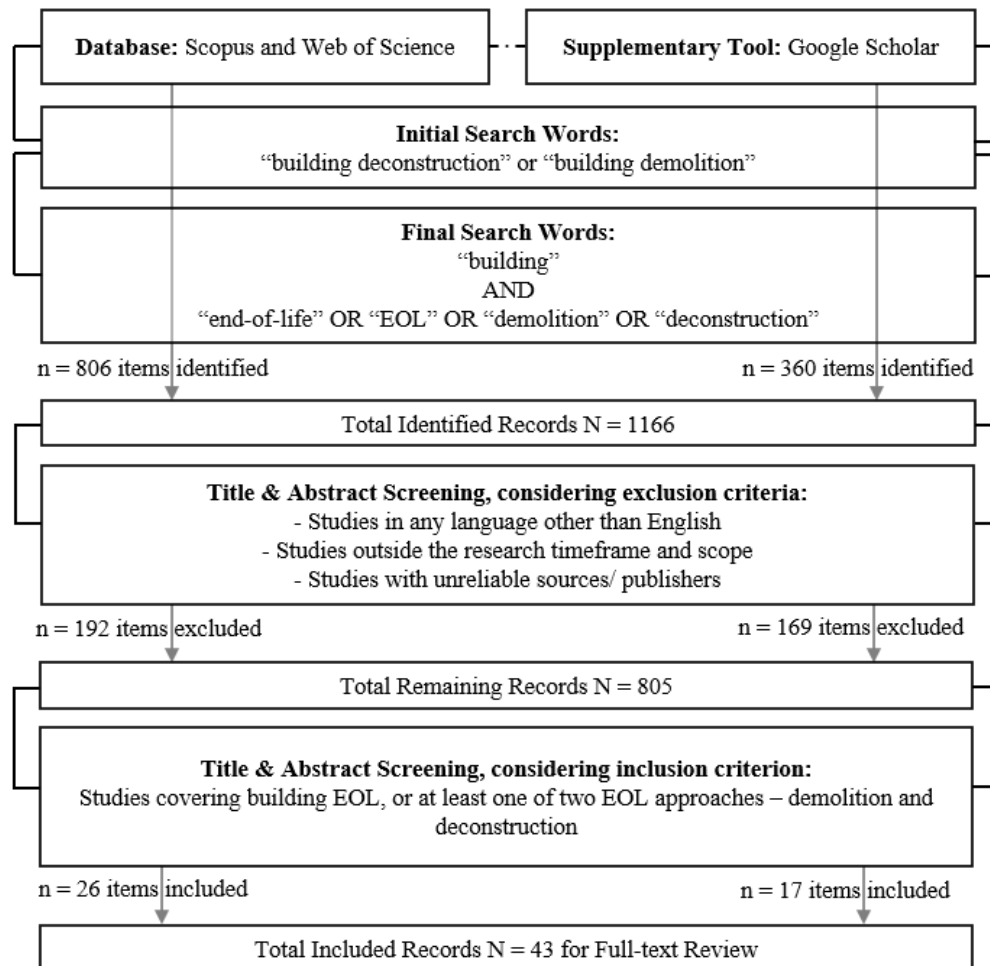 Database: Scopus and Web of Science
Supplementary Tool: Google Scholar
Initial Search Words:
“building deconstruction” or “building demolition”
Final Search Words:
“building”
AND
“end-of-life” OR “EOL” OR “demolition” OR “deconstruction”
n = 806 items identified
n = 360 items identified
Total Identified Records N = 1166
Title & Abstract Screening, considering exclusion criteria:
- Studies in any language other than English
- Studies outside the research timeframe and scope
- Studies with unreliable sources/ publishers
n = 192 items excluded
n = 169 items excluded
Total Remaining Records N = 805
Title & Abstract Screening, considering inclusion criterion:
Studies covering building EOL, or at least one of two EOL approaches – demolition and
deconstruction
n = 26 items included
n = 17 items included
Total Included Records N = 43 for Full-text Review